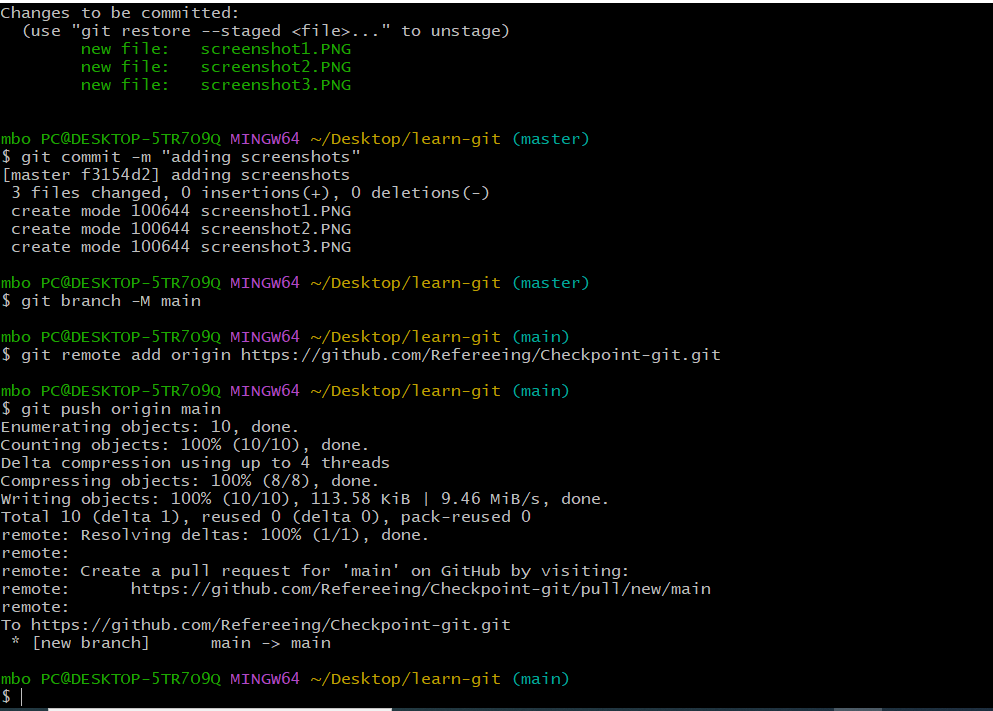 Changes to be committed:
  (use "git restore --staged <file>..." to unstage)
        new file:   screenshot1.PNG
        new file:   screenshot2.PNG
        new file:   screenshot3.PNG
mbo PC@DESKTOP-5TR7O9Q MINGW64 ~/Desktop/learn-git (master)
$ git commit -m "adding screenshots"
[master f3154d2] adding screenshots
 3 files changed, 0 insertions(+), 0 deletions(-)
 create mode 100644 screenshot1.PNG
 create mode 100644 screenshot2.PNG
 create mode 100644 screenshot3.PNG
mbo PC@DESKTOP-5TR7O9Q MINGW64 ~/Desktop/learn-git (master)
$ git branch -M main
mbo PC@DESKTOP-5TR7O9Q MINGW64 ~/Desktop/learn-git (main)
$ git remote add origin https://github.com/Refereeing/Checkpoint-git.git
mbo PC@DESKTOP-5TR7O9Q MINGW64 ~/Desktop/learn-git (main)
$ git push origin main
Enumerating objects: 10, done.
Counting objects: 100% (10/10), done.
Delta compression using up to 4 threads
Compressing objects: 100% (8/8), done.
Writing objects: 100% (10/10), 113.58 KiB | 9.46 MiB/s, done.
Total 10 (delta 1), reused 0 (delta 0), pack-reused 0
remote: Resolving deltas: 100% (1/1), done.
remote:
remote: Create a pull request for 'main' on GitHub by visiting:
remote:      https://github.com/Refereeing/Checkpoint-git/pull/new/main
remote:
To https://github.com/Refereeing/Checkpoint-git.git
 * [new branch]      main -> main
mbo PC@DESKTOP-5TR7O9Q MINGW64 ~/Desktop/learn-git (main)
$